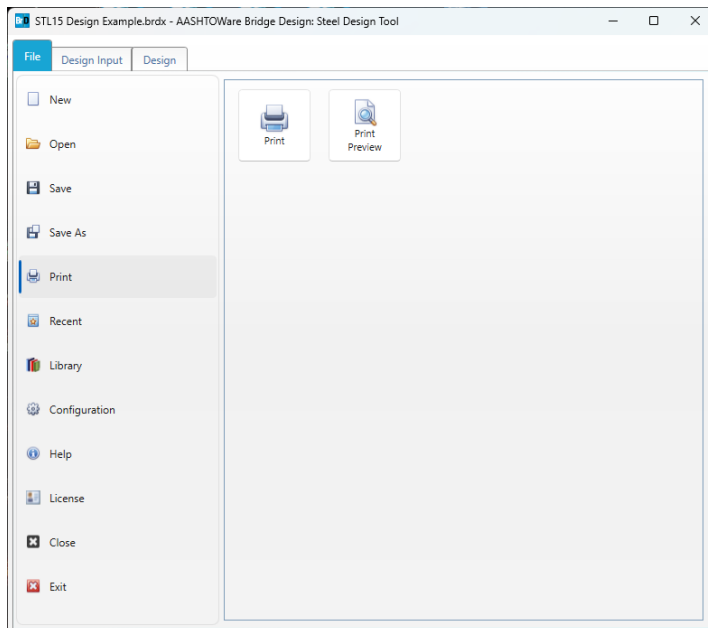 BrD STL15 Design Example.brdx - AASHTOWare Bridge Design: Steel Design Tool
File Design Input Design
New
Open
Save
Save As
Print
Recent
Library
Configuration
Help
License
Close
Exit
Print
Print
Preview